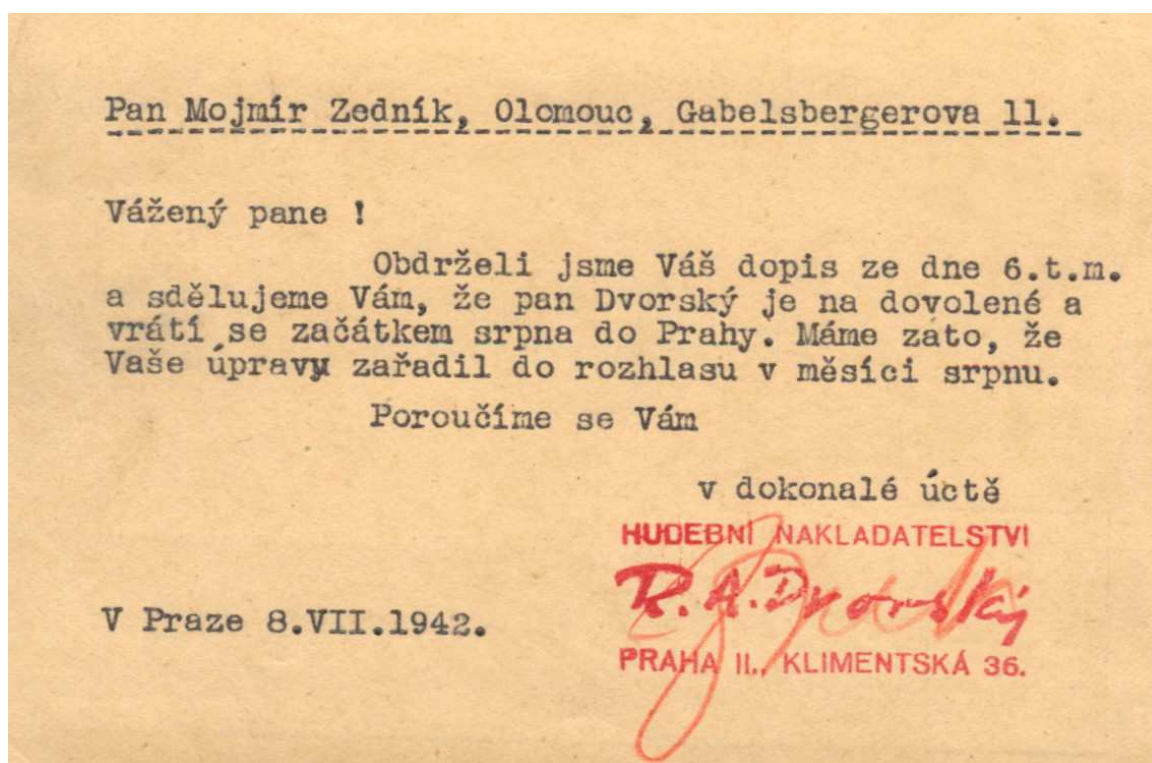 Pan Mojmír Zedník, Olomouc, Gabelsbergerova 11.
Vážený pane !
Obdrželi jsme Váš dopis ze dne 6.t.m.
a sdělujeme Vám, že pan Dvorský je na dovolené a
vrátí se začátkem srpna do Prahy. Máme zato, že
Vaše úpravy zařadil do rozhlasu v měsíci srpnu.
Poroučíme se Vám
v dokonalé úctě
HUDEBNÍ NAKLADATELSTVI
R. A. Dvorský
PRAHA II., KLIMENTSKÁ 36.
V Praze 8.VII.1942.